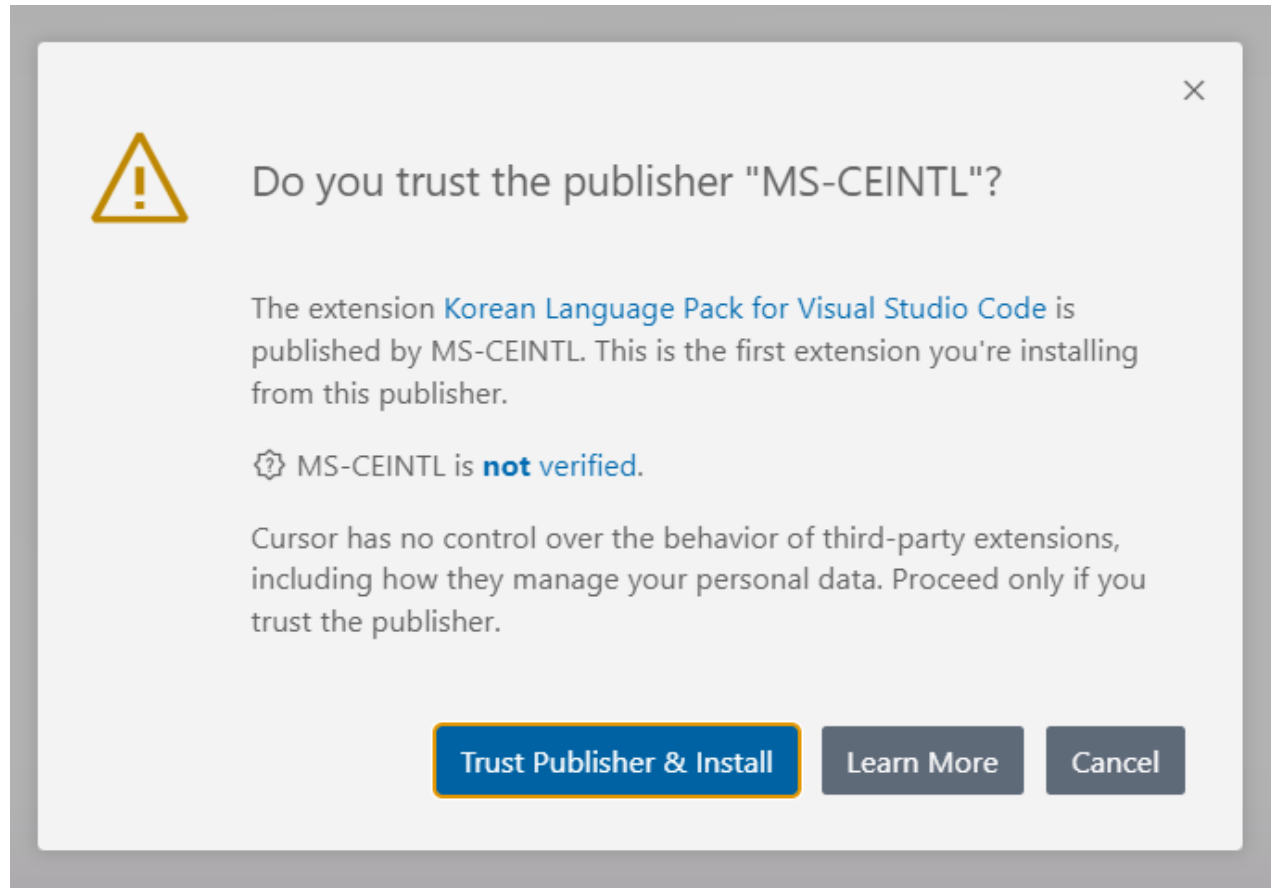 Do you trust the publisher "MS-CEINTL"?
The extension Korean Language Pack for Visual Studio Code is
published by MS-CEINTL. This is the first extension you're installing
from this publisher.
MS-CEINTL is not verified.
Cursor has no control over the behavior of third-party extensions,
including how they manage your personal data. Proceed only if you
trust the publisher.
Trust Publisher & Install Learn More Cancel